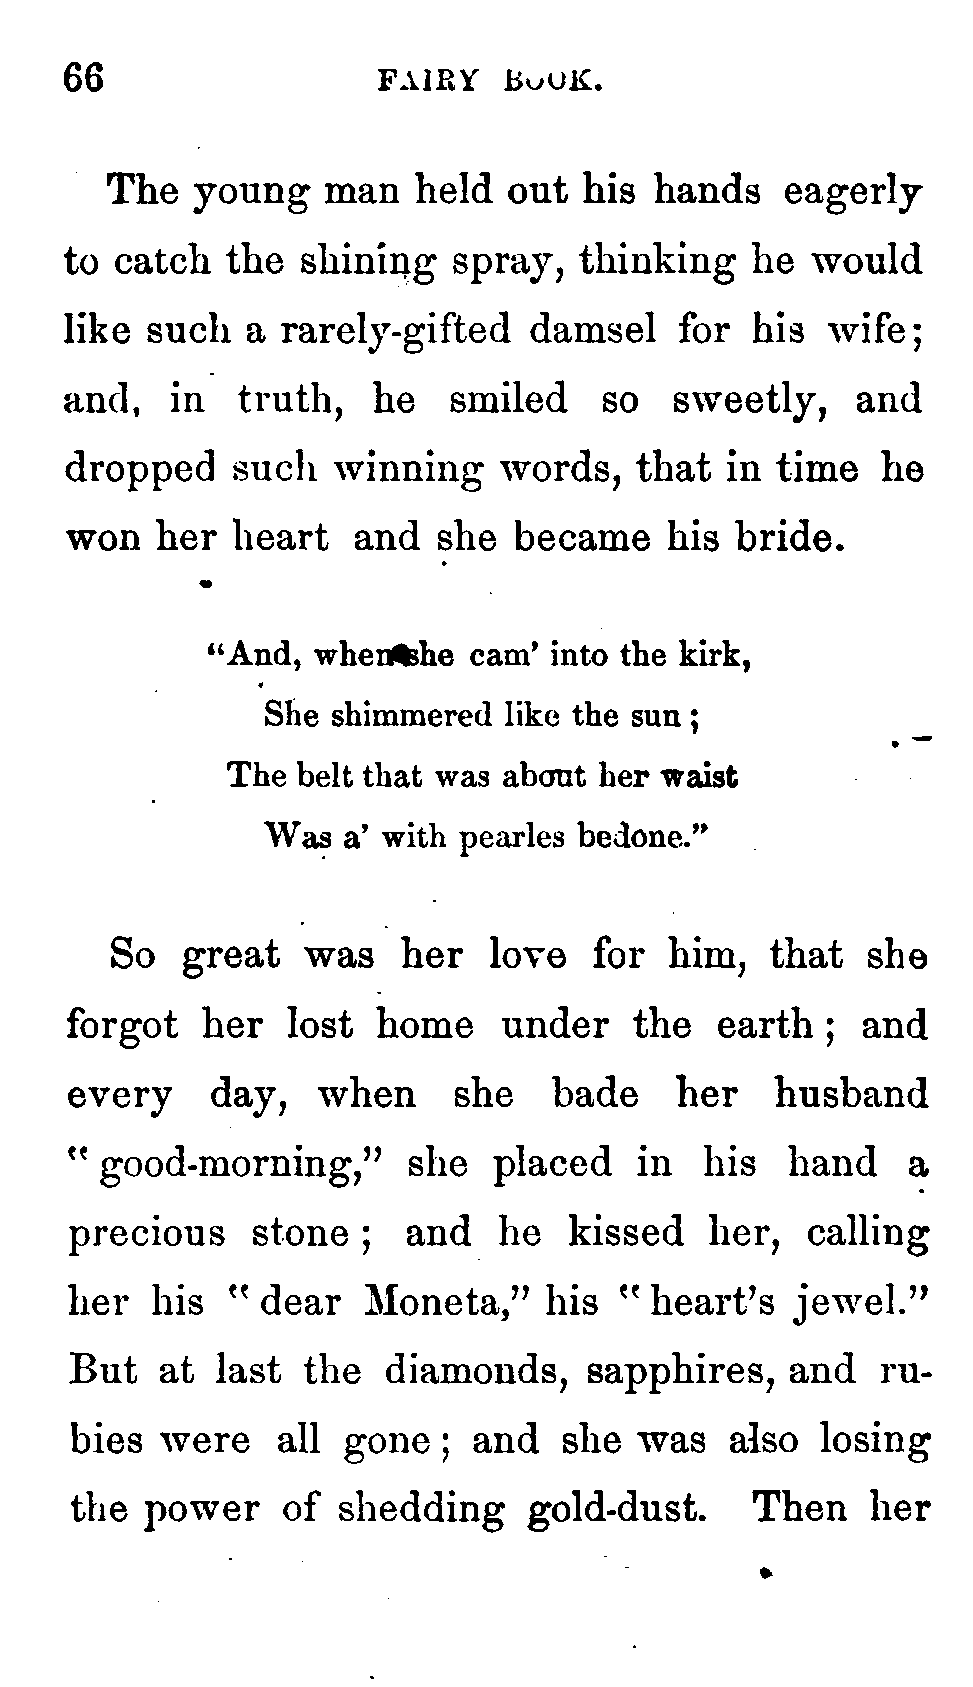 66 FAIRY BOOK.
The young man held out his hands eagerly
to catch the shining spray, thinking he would
like such a rarely-gifted damsel for his wife;
and, in truth, he smiled so sweetly, and
dropped such winning words, that in time he
won her heart and she became his bride.
"And, when she cam' into the kirk,
She shimmered like the sun;
The belt that was about her waist
Was a' with pearles bedone."
So great was her love for him, that she
forgot her lost home under the earth; and
every day, when she bade her husband
"good-morning," she placed in his hand a
precious stone; and he kissed her, calling
her his "dear Moneta," his "heart's jewel."
But at last the diamonds, sapphires, and ru-
bies were all gone; and she was also losing
the power of shedding gold-dust. Then her